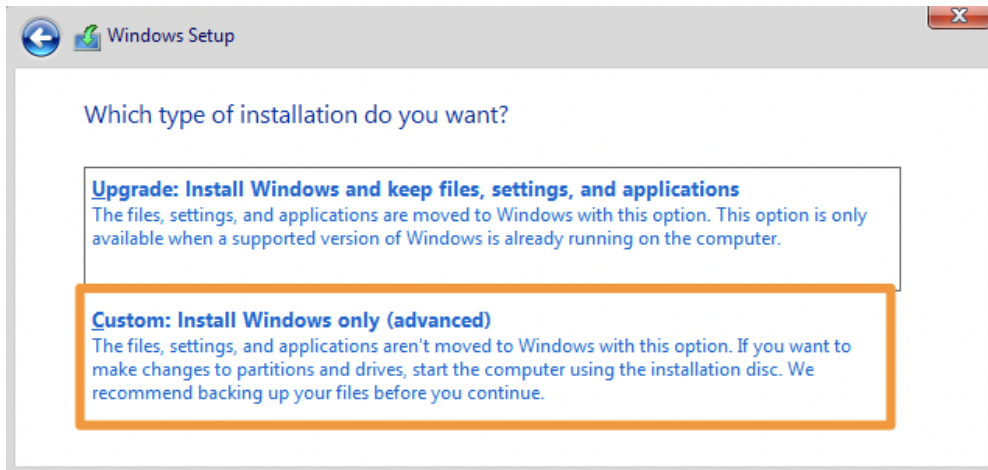 Windows Setup
Which type of installation do you want?
Upgrade: Install Windows and keep files, settings, and applications
The files, settings, and applications are moved to Windows with this option. This option is only
available when a supported version of Windows is already running on the computer.
Custom: Install Windows only (advanced)
The files, settings, and applications aren't moved to Windows with this option. If you want to
make changes to partitions and drives, start the computer using the installation disc. We
recommend backing up your files before you continue.